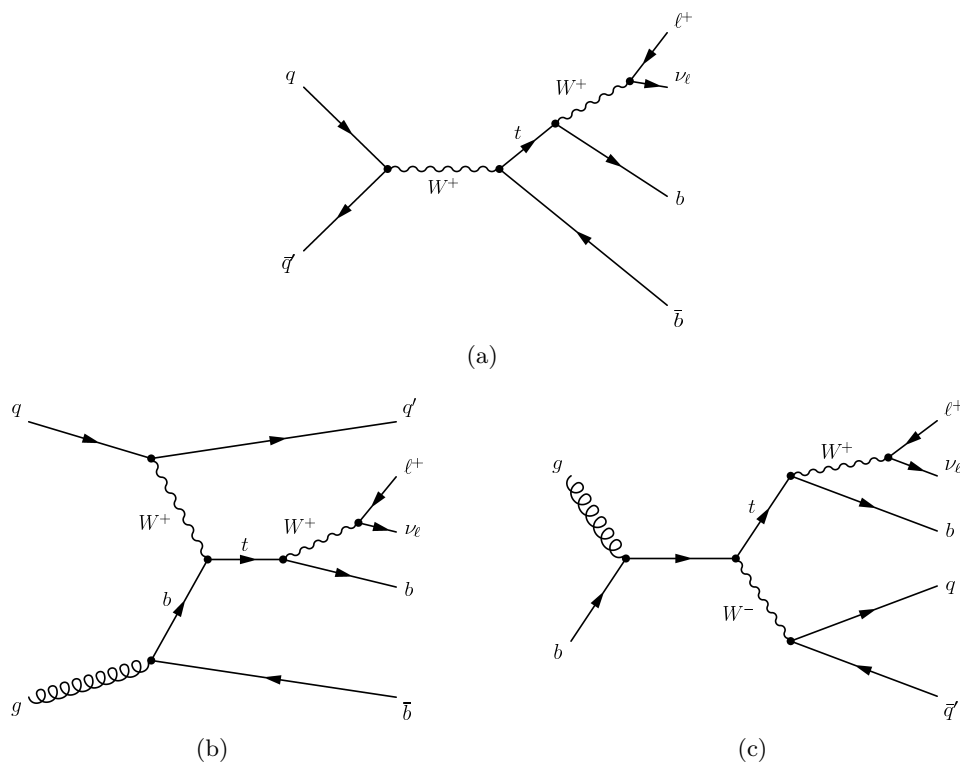 q
q̄′
W⁺
t
W⁺
ℓ⁺
ν_ℓ
b
b̄
(a)
q
q′
W⁺
b
g
t
W⁺
ℓ⁺
ν_ℓ
b
b̄
(b)
g
b
t
W⁻
W⁺
ℓ⁺
ν_ℓ
b
q
q̄′
(c)